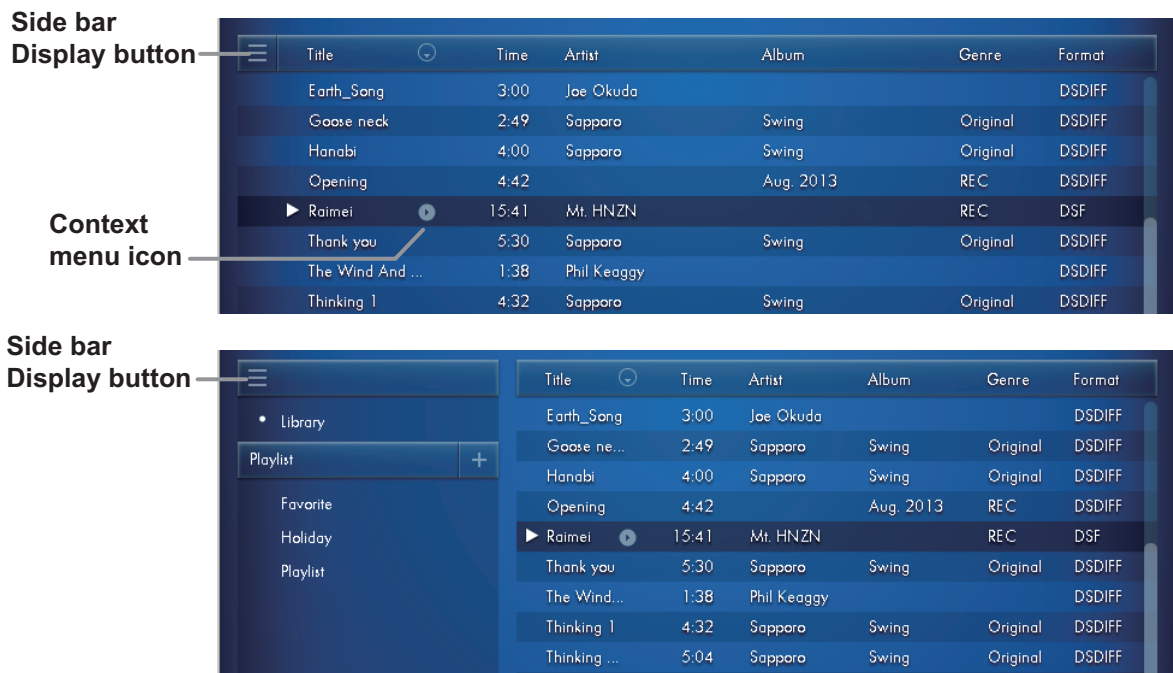 Side bar
Display button
Title Time Artist Album Genre Format
Earth_Song 3:00 Joe Okuda DSDIFF
Goose neck 2:49 Sapporo Swing Original DSDIFF
Hanabi 4:00 Sapporo Swing Original DSDIFF
Opening 4:42 Aug. 2013 REC DSDIFF
Raimei 15:41 Mt. HNZN REC DSF
Context
menu icon
Thank you 5:30 Sapporo Swing Original DSDIFF
The Wind And ... 1:38 Phil Keaggy DSDIFF
Thinking 1 4:32 Sapporo Swing Original DSDIFF
Side bar
Display button
Library
Playlist +
Favorite
Holiday
Playlist
Title Time Artist Album Genre Format
Earth_Song 3:00 Joe Okuda DSDIFF
Goose ne... 2:49 Sapporo Swing Original DSDIFF
Hanabi 4:00 Sapporo Swing Original DSDIFF
Opening 4:42 Aug. 2013 REC DSDIFF
Raimei 15:41 Mt. HNZN REC DSF
Thank you 5:30 Sapporo Swing Original DSDIFF
The Wind... 1:38 Phil Keaggy DSDIFF
Thinking 1 4:32 Sapporo Swing Original DSDIFF
Thinking ... 5:04 Sapporo Swing Original DSDIFF